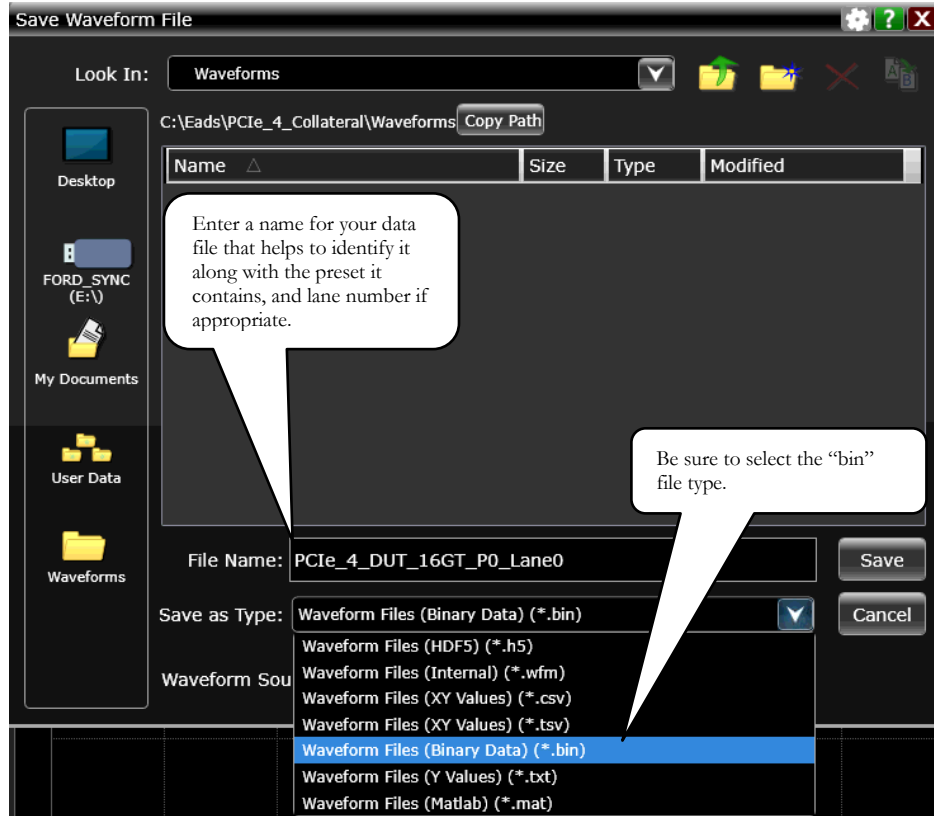 Save Waveform File
?
X
Look In:
Waveforms
A
B
C:\Eads\PCIe_4_Collateral\Waveforms
Copy Path
Name
Size
Type
Modified
Desktop
FORD_SYNC
(E:\)
My Documents
User Data
Waveforms
Enter a name for your data
file that helps to identify it
along with the preset it
contains, and lane number if
appropriate.
Be sure to select the “bin”
file type.
File Name:
PCIe_4_DUT_16GT_P0_Lane0
Save
Save as Type:
Waveform Files (Binary Data) (*.bin)
Cancel
Waveform Sou
Waveform Files (HDF5) (*.h5)
Waveform Files (Internal) (*.wfm)
Waveform Files (XY Values) (*.csv)
Waveform Files (XY Values) (*.tsv)
Waveform Files (Binary Data) (*.bin)
Waveform Files (Y Values) (*.txt)
Waveform Files (Matlab) (*.mat)